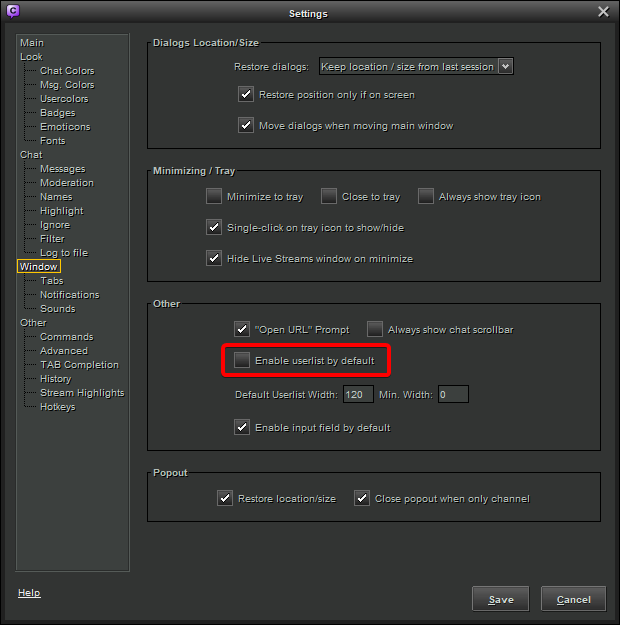 C
Settings
Main
Look
Chat Colors
Msg. Colors
Usercolors
Badges
Emoticons
Fonts
Chat
Messages
Moderation
Names
Highlight
Ignore
Filter
Log to file
Window
Tabs
Notifications
Sounds
Other
Commands
Advanced
TAB Completion
History
Stream Highlights
Hotkeys
Dialogs Location/Size
Restore dialogs: Keep location / size from last session
Restore position only if on screen
Move dialogs when moving main window
Minimizing / Tray
Minimize to tray Close to tray Always show tray icon
Single-click on tray icon to show/hide
Hide Live Streams window on minimize
Other
"Open URL" Prompt Always show chat scrollbar
Enable userlist by default
Default Userlist Width: 120 Min. Width: 0
Enable input field by default
Popout
Restore location/size Close popout when only channel
Help
Save Cancel